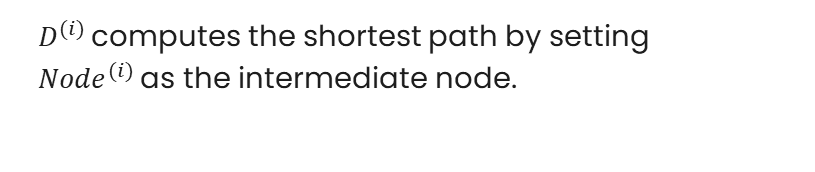 D⁽ⁱ⁾ computes the shortest path by setting
Node⁽ⁱ⁾ as the intermediate node.